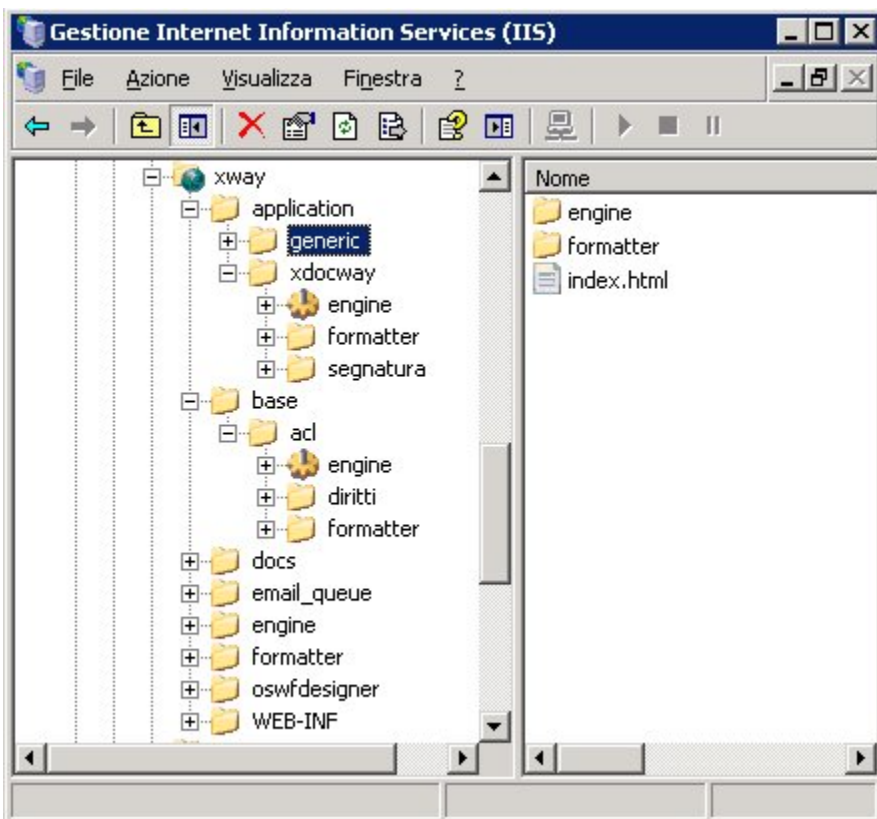 Gestione Internet Information Services (IIS)
File Azione Visualizza Finestra ?
xway
application
generic
xdocway
engine
formatter
segnatura
base
acl
engine
diritti
formatter
docs
email_queue
engine
formatter
oswfdesigner
WEB-INF
Nome
engine
formatter
index.html